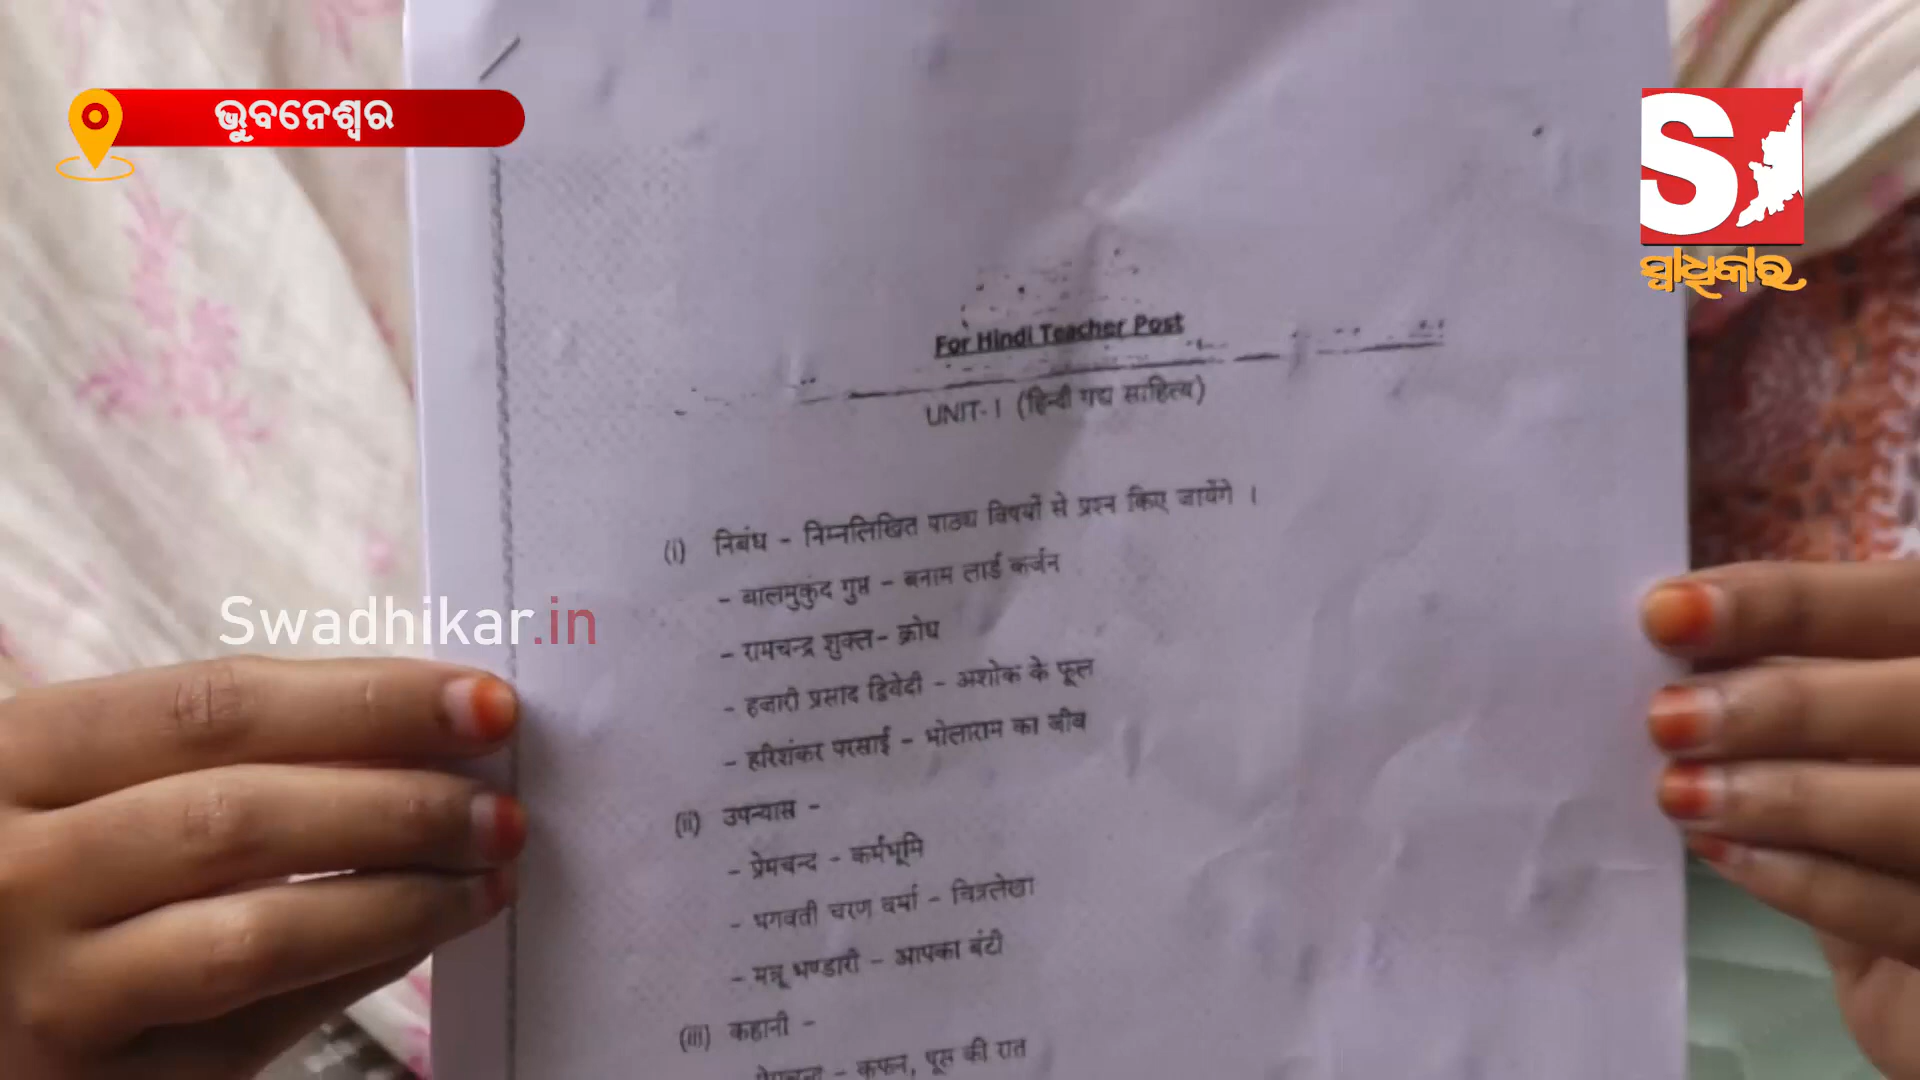 ଭୁବନେଶ୍ୱର
S
ସ୍ୱାଧିକାର
For Hindi Teacher Post
UNIT-I (हिन्दी गद्य साहित्य)
(i) निबंध - निम्नलिखित पाठ्य विषयों से प्रश्न किए जायेंगे ।
- बालमुकुंद गुप्त - बनाम लार्ड कर्जन
- रामचन्द्र शुक्ल- क्रोध
- हजारी प्रसाद द्विवेदी - अशोक के फूल
- हरिशंकर परसाई - भोलाराम का जीव
Swadhikar.in
(ii) उपन्यास -
- प्रेमचन्द - कर्मभूमि
- भगवती चरण वर्मा - चित्रलेखा
- मन्नू भण्डारी - आपका बंटी
(iii) कहानी -
प्रेमचन्द - कफन, पूस की रात